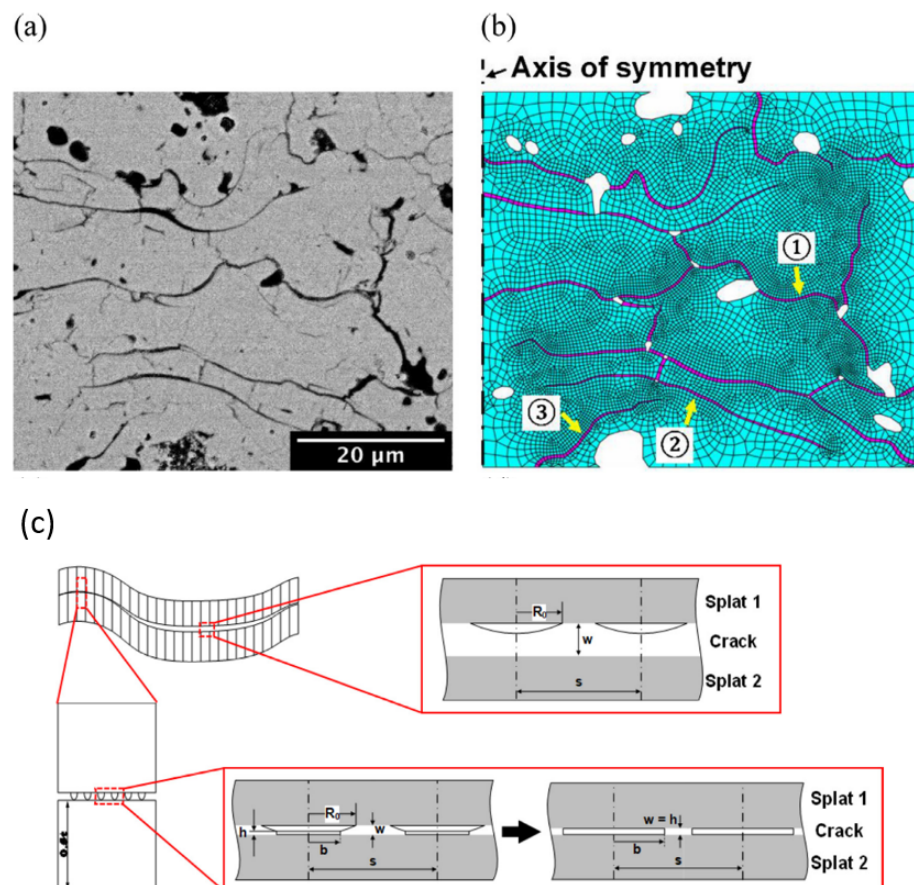 (a)
(b)
Axis of symmetry
①
③
②
20 µm
(c)
R₀
Splat 1
w
Crack
s
Splat 2
R₀
h
w
b
s
w = h
b
s
Splat 1
Crack
Splat 2